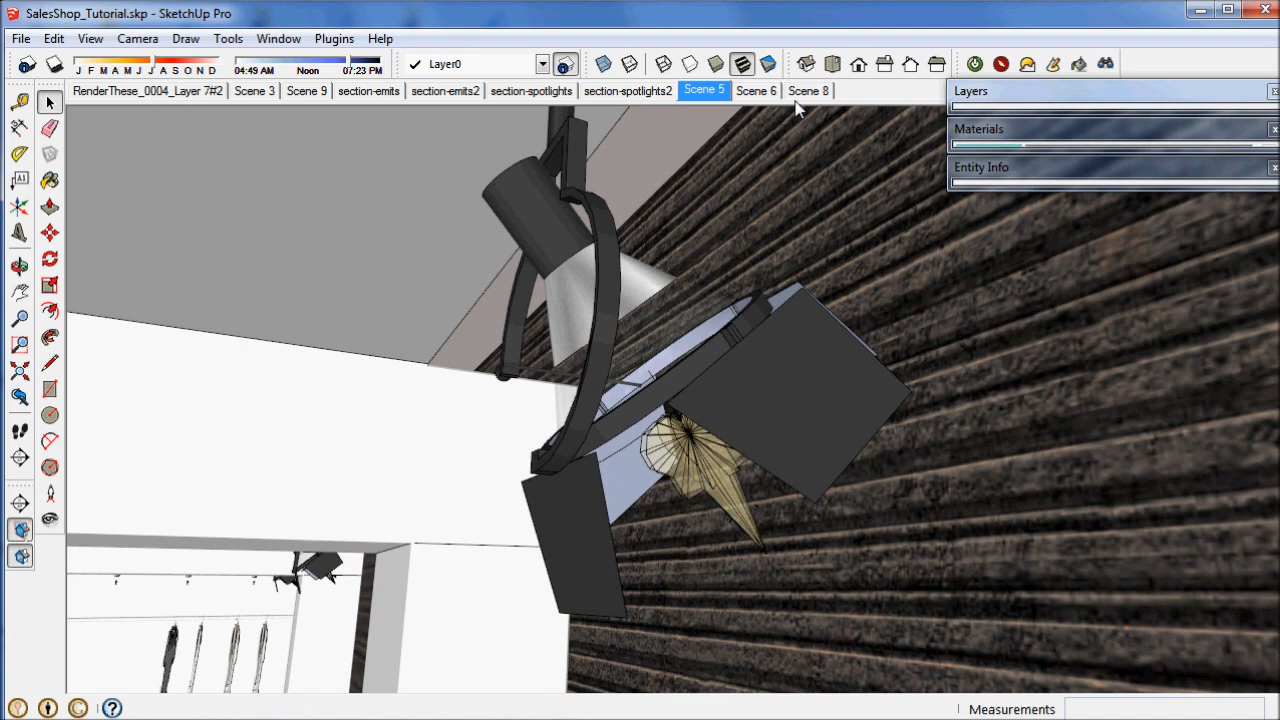 SalesShop_Tutorial.skp - SketchUp Pro
File Edit View Camera Draw Tools Window Plugins Help
J F M A M J J A S O N D 04:49 AM Noon 07:23 PM Layer0
RenderThese_0004_Layer 7#2 Scene 3 Scene 9 section-emits section-emits2 section-spotlights section-spotlights2 Scene 5 Scene 6 Scene 8
Layers
Materials
Entity Info
A1
Measurements